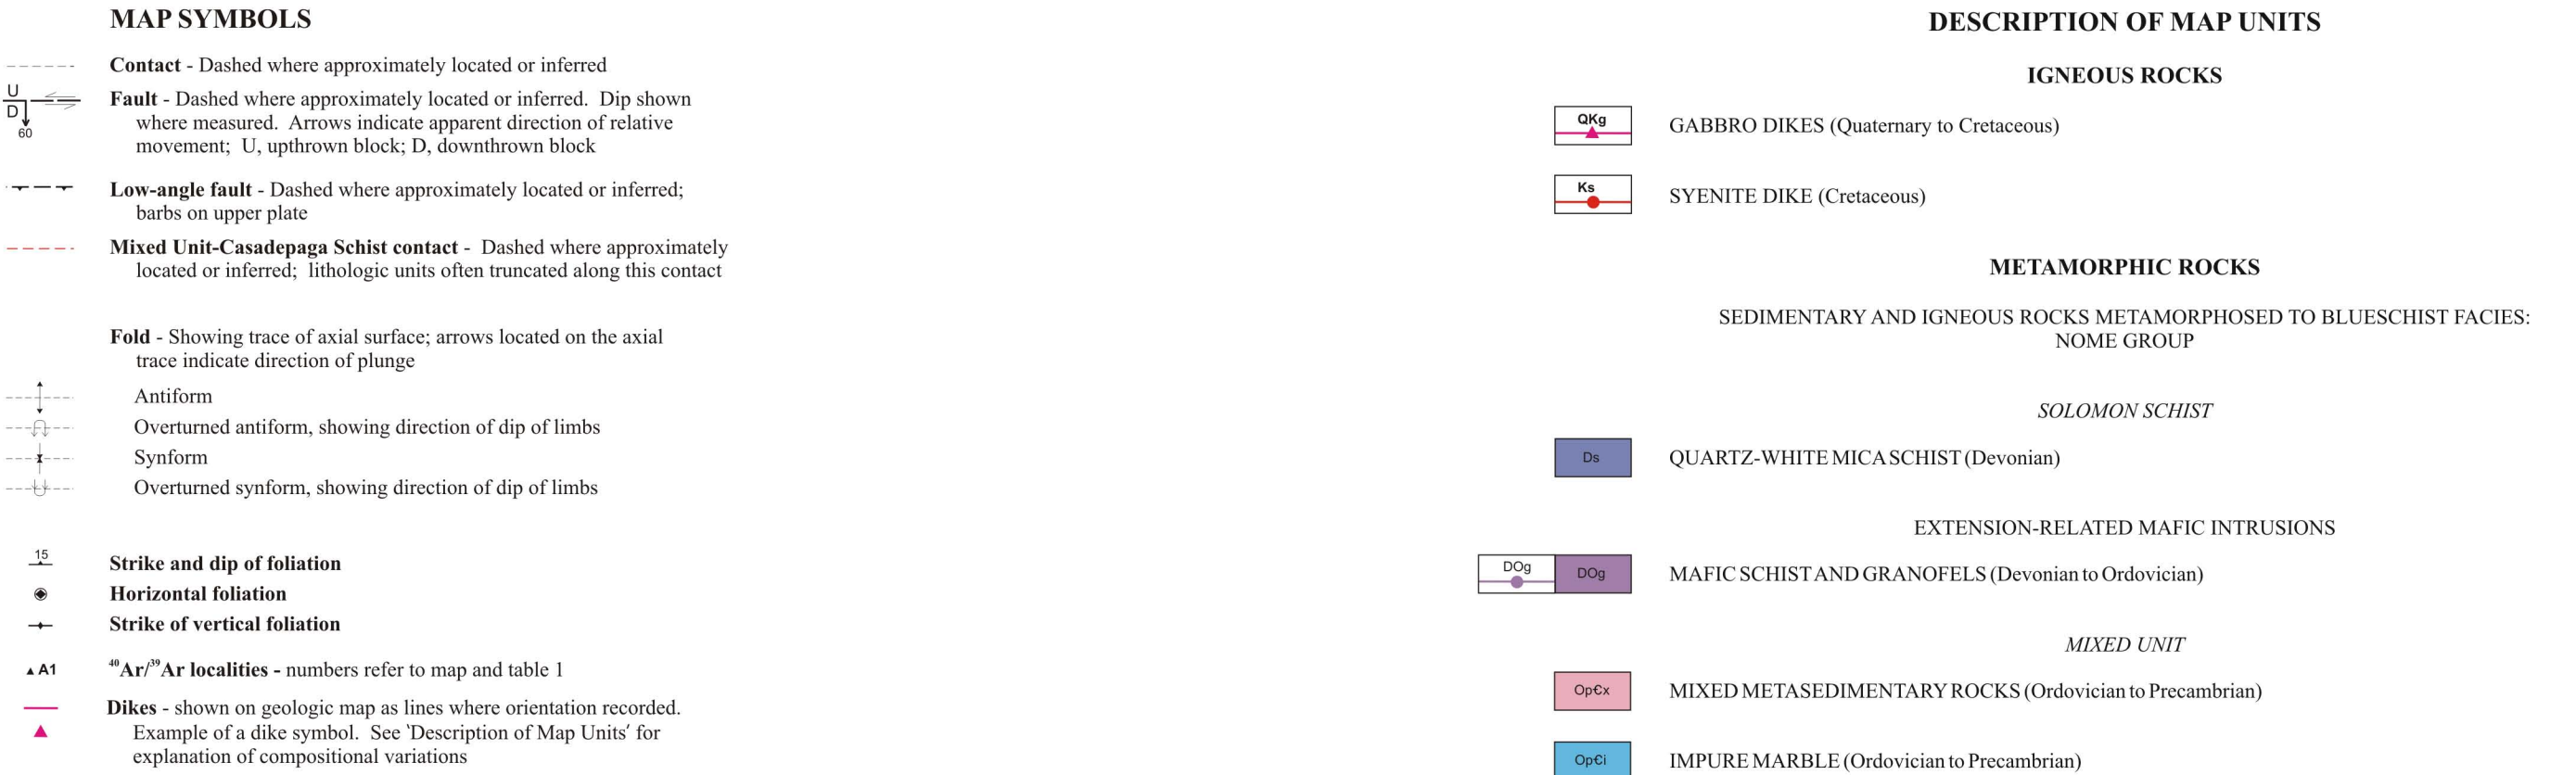 MAP SYMBOLS
Contact - Dashed where approximately located or inferred
U
D
60
Fault - Dashed where approximately located or inferred. Dip shown
where measured. Arrows indicate apparent direction of relative
movement; U, upthrown block; D, downthrown block
Low-angle fault - Dashed where approximately located or inferred;
barbs on upper plate
Mixed Unit-Casadepaga Schist contact - Dashed where approximately
located or inferred; lithologic units often truncated along this contact
Fold - Showing trace of axial surface; arrows located on the axial
trace indicate direction of plunge
Antiform
Overturned antiform, showing direction of dip of limbs
Synform
Overturned synform, showing direction of dip of limbs
15
Strike and dip of foliation
Horizontal foliation
Strike of vertical foliation
A1 ⁴⁰Ar/³⁹Ar localities - numbers refer to map and table 1
Dikes - shown on geologic map as lines where orientation recorded.
Example of a dike symbol. See 'Description of Map Units' for
explanation of compositional variations
DESCRIPTION OF MAP UNITS
IGNEOUS ROCKS
QKg GABBRO DIKES (Quaternary to Cretaceous)
Ks SYENITE DIKE (Cretaceous)
METAMORPHIC ROCKS
SEDIMENTARY AND IGNEOUS ROCKS METAMORPHOSED TO BLUESCHIST FACIES:
NOME GROUP
SOLOMON SCHIST
Ds QUARTZ-WHITE MICA SCHIST (Devonian)
EXTENSION-RELATED MAFIC INTRUSIONS
DOg DOg MAFIC SCHIST AND GRANOFELS (Devonian to Ordovician)
MIXED UNIT
Op€x MIXED METASEDIMENTARY ROCKS (Ordovician to Precambrian)
Op€i IMPURE MARBLE (Ordovician to Precambrian)